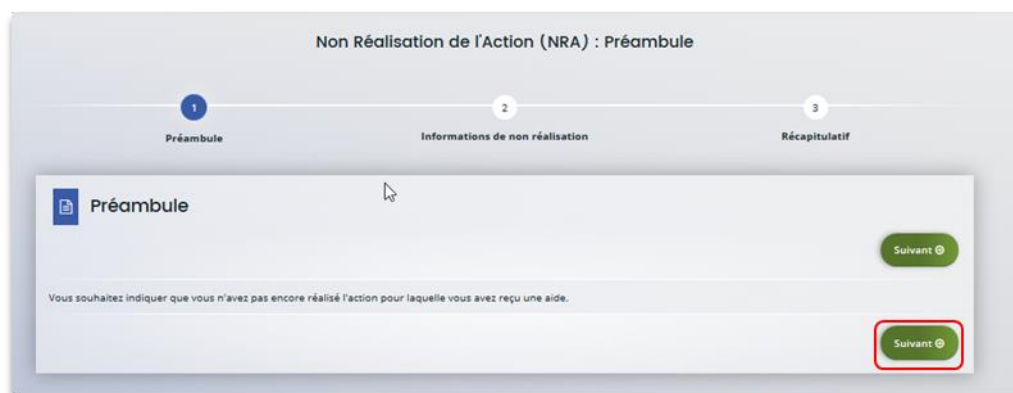 Non Réalisation de l'Action (NRA) : Préambule
1
2
3
Préambule
Informations de non réalisation
Récapitulatif
Préambule
Suivant
Vous souhaitez indiquer que vous n'avez pas encore réalisé l'action pour laquelle vous avez reçu une aide.
Suivant